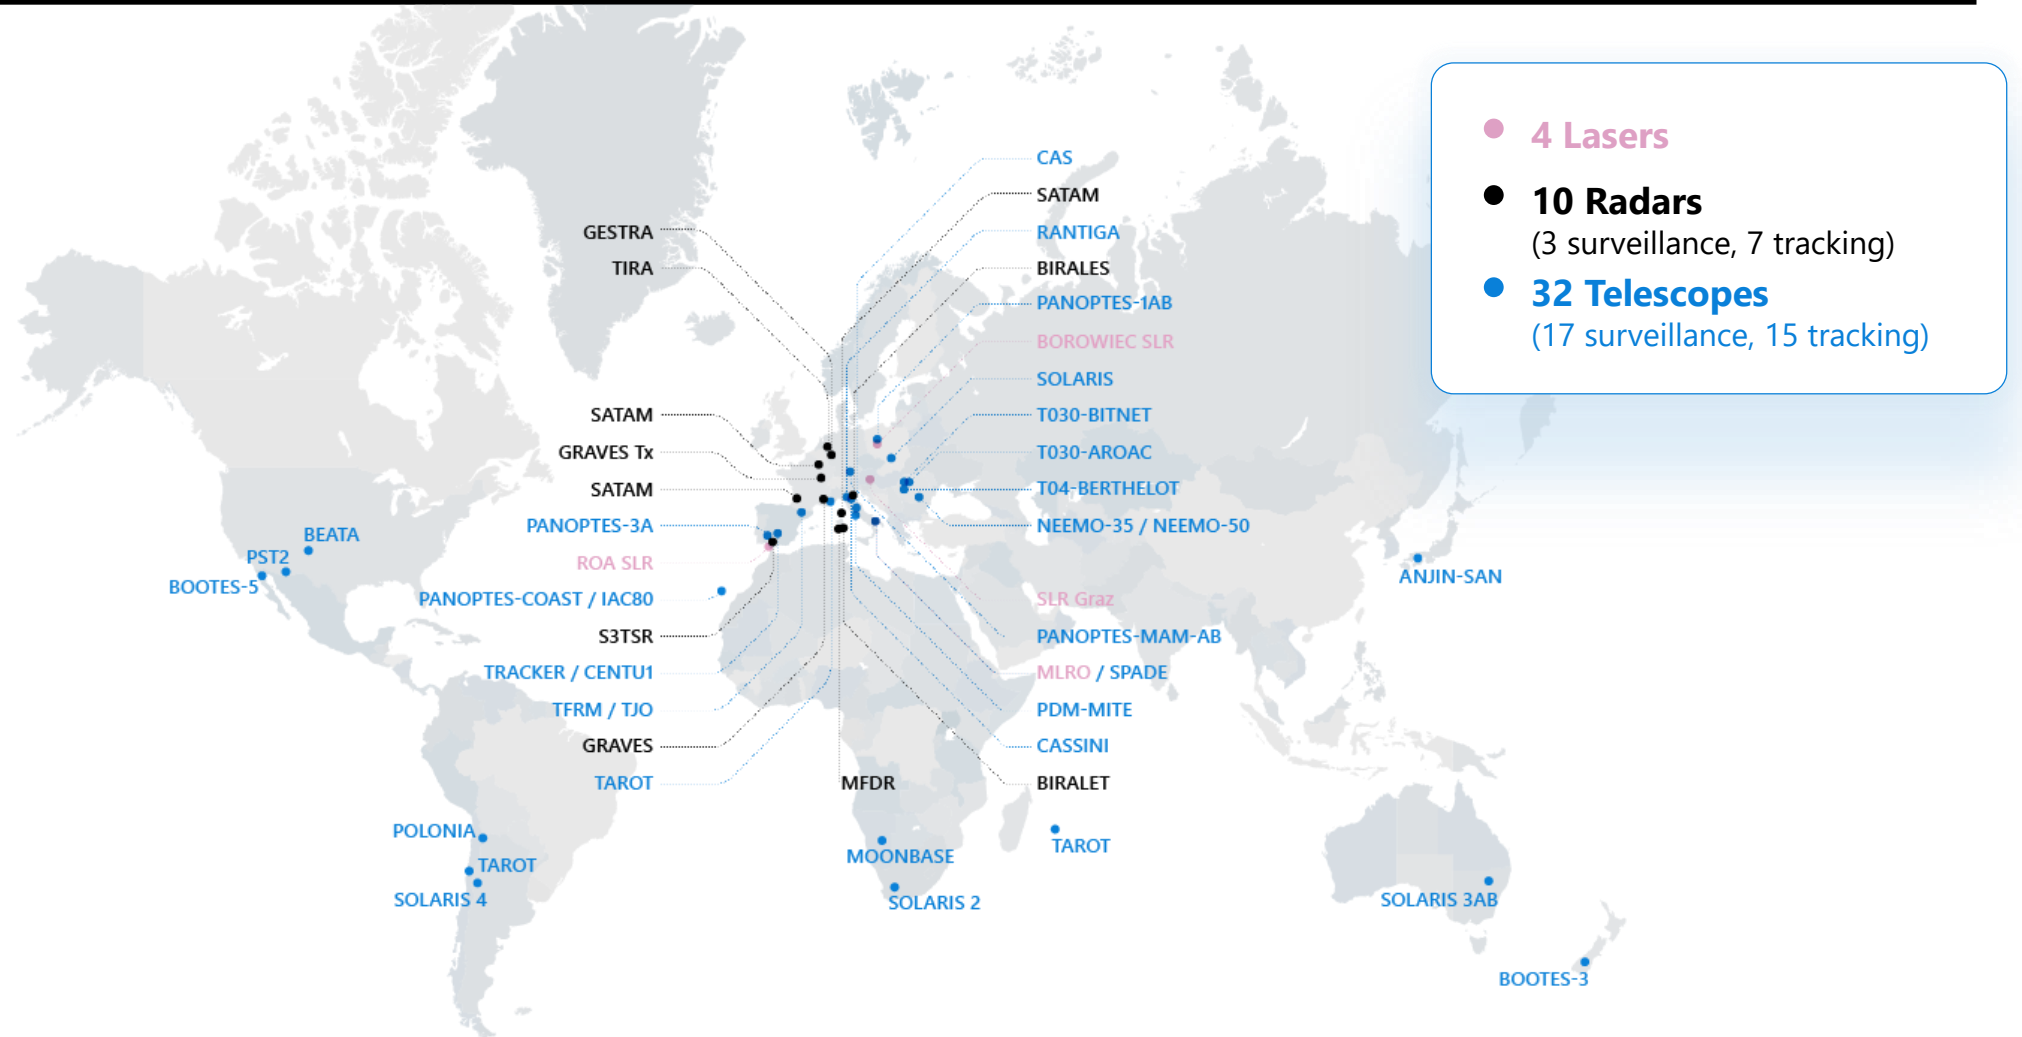 4 Lasers
10 Radars
(3 surveillance, 7 tracking)
32 Telescopes
(17 surveillance, 15 tracking)
GESTRA
TIRA
SATAM
GRAVES Tx
SATAM
PANOPTES-3A
ROA SLR
PANOPTES-COAST / IAC80
S3TSR
TRACKER / CENTU1
TFRM / TJO
GRAVES
TAROT
CAS
SATAM
RANTIGA
BIRALES
PANOPTES-1AB
BOROWIEC SLR
SOLARIS
T030-BITNET
T030-AROAC
T04-BERTHELOT
NEEMO-35 / NEEMO-50
SLR Graz
PANOPTES-MAM-AB
MLRO / SPADE
PDM-MITE
CASSINI
BIRALET
MFDR
BEATA
PST2
BOOTES-5
POLONIA
TAROT
SOLARIS 4
MOONBASE
SOLARIS 2
TAROT
ANJIN-SAN
SOLARIS 3AB
BOOTES-3